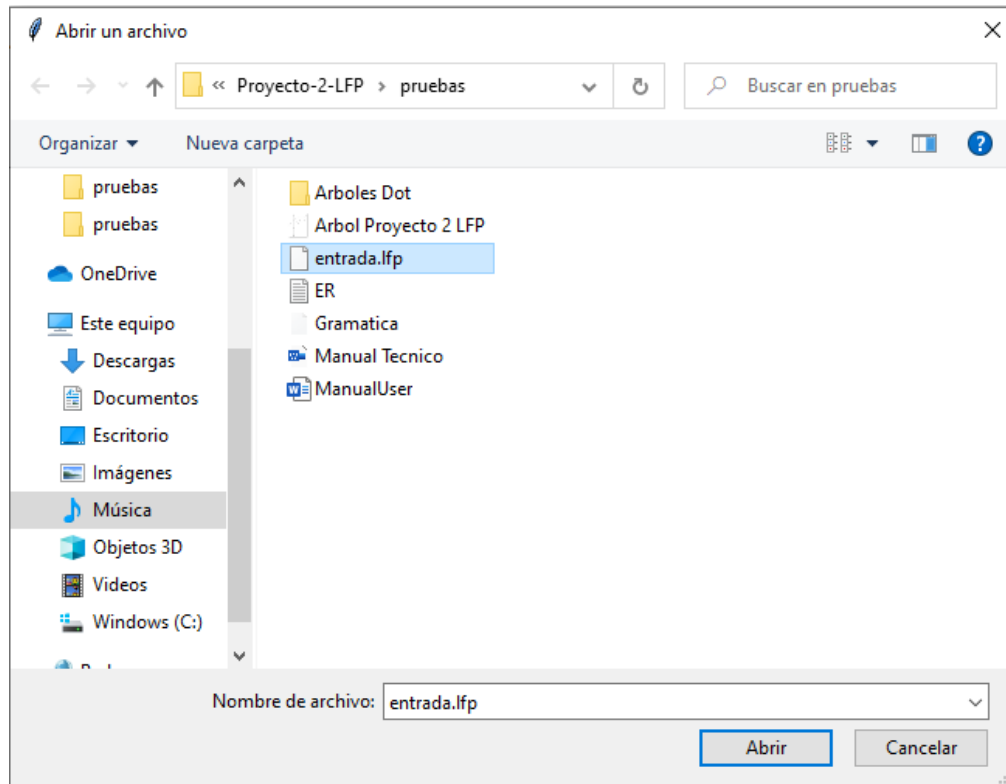 Abrir un archivo
« Proyecto-2-LFP > pruebas
Buscar en pruebas
Organizar
Nueva carpeta
pruebas
pruebas
OneDrive
Este equipo
Descargas
Documentos
Escritorio
Imágenes
Música
Objetos 3D
Videos
Windows (C:)
Arboles Dot
Arbol Proyecto 2 LFP
entrada.lfp
ER
Gramatica
Manual Tecnico
ManualUser
Nombre de archivo: entrada.lfp
Abrir
Cancelar